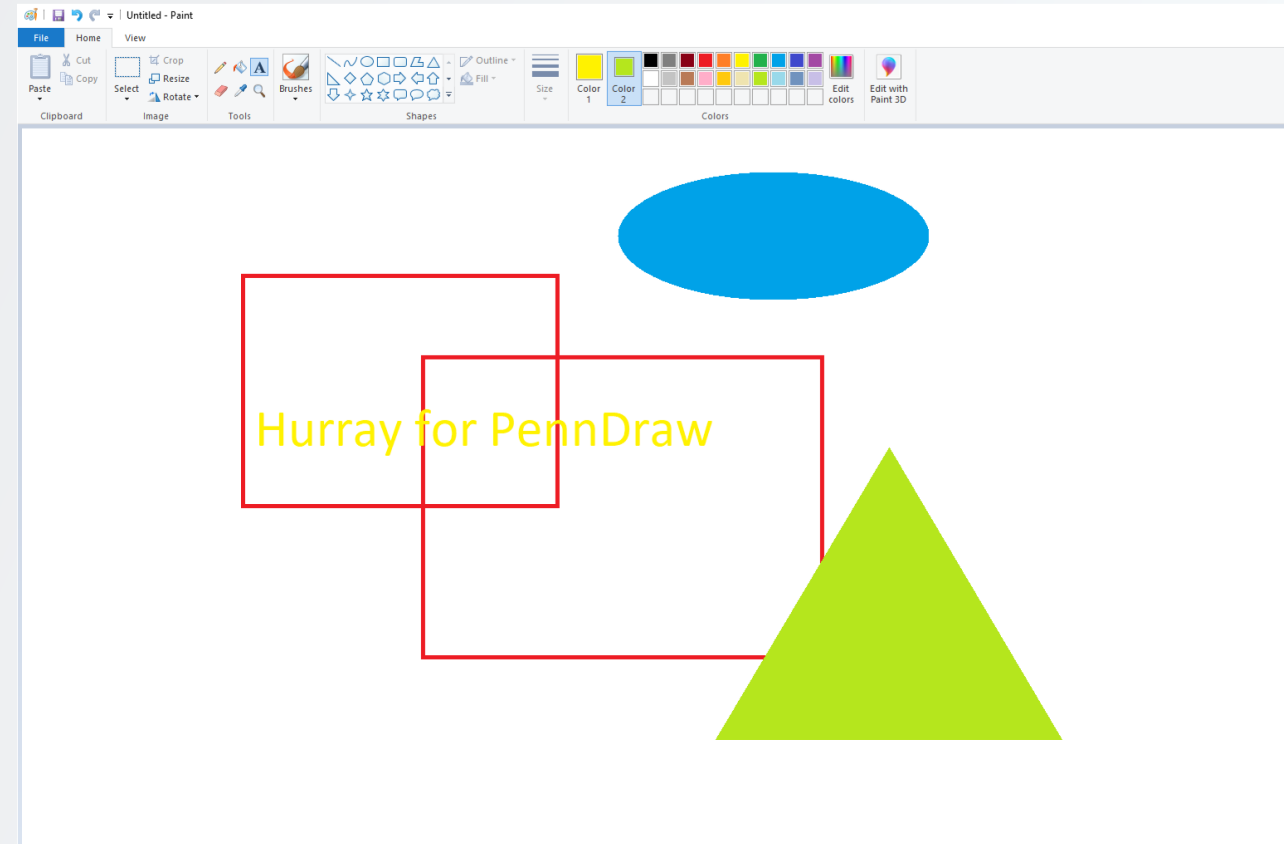 Untitled - Paint
File Home View
Paste
Cut
Copy
Clipboard
Select
Crop
Resize
Rotate
Image
A
Tools
Brushes
Outline
Fill
Shapes
Size
Color 1
Color 2
Edit colors
Colors
Edit with Paint 3D
Hurray for PennDraw